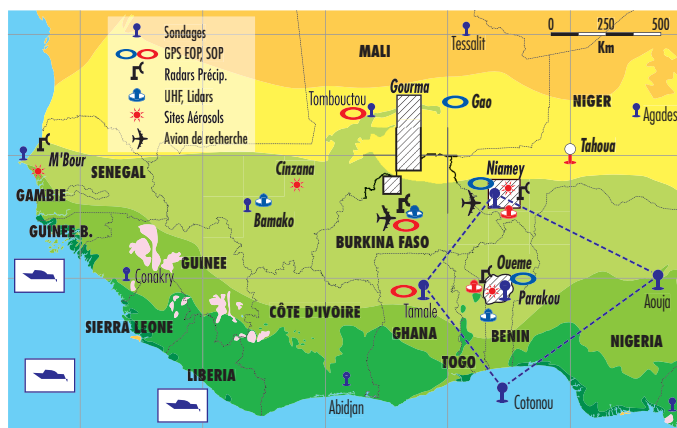 Sondages
GPS EOP, SOP
Radars Précip.
UHF, Lidars
Sites Aérosols
Avion de recherche
0 250 500
Km
Tessalit
MALI
Gourma
Tombouctou
Gao
NIGER
Agades
Tahoua
M'Bour
SENEGAL
Cinzana
Niamey
GAMBIE
Bamako
GUINEE B.
BURKINA FASO
GUINEE
Conakry
Oueme
Parakou
Aouja
Tamale
CÔTE D'IVOIRE
SIERRA LEONE
GHANA
BENIN
NIGERIA
TOGO
LIBERIA
Abidjan
Cotonou